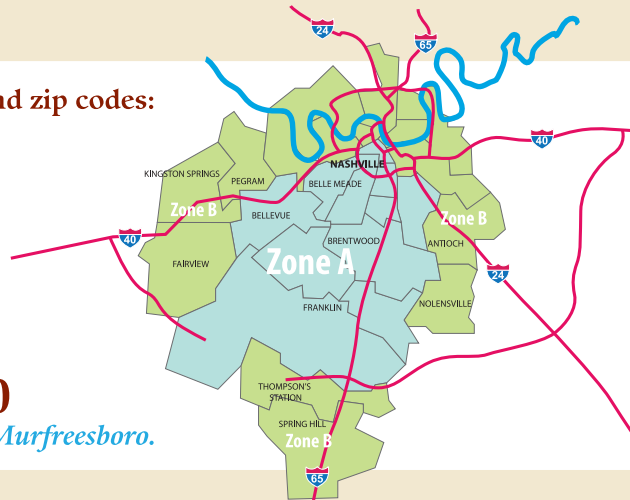 24
65
nd zip codes:
40
NASHVILLE
KINGSTON SPRINGS
PEGRAM
BELLE MEADE
Zone B
BELLEVUE
Zone B
40
BRENTWOOD
ANTIOCH
Zone A
FAIRVIEW
24
FRANKLIN
NOLENSVILLE
THOMPSON'S
STATION
SPRING HILL
Zone B
Murfreesboro.
65